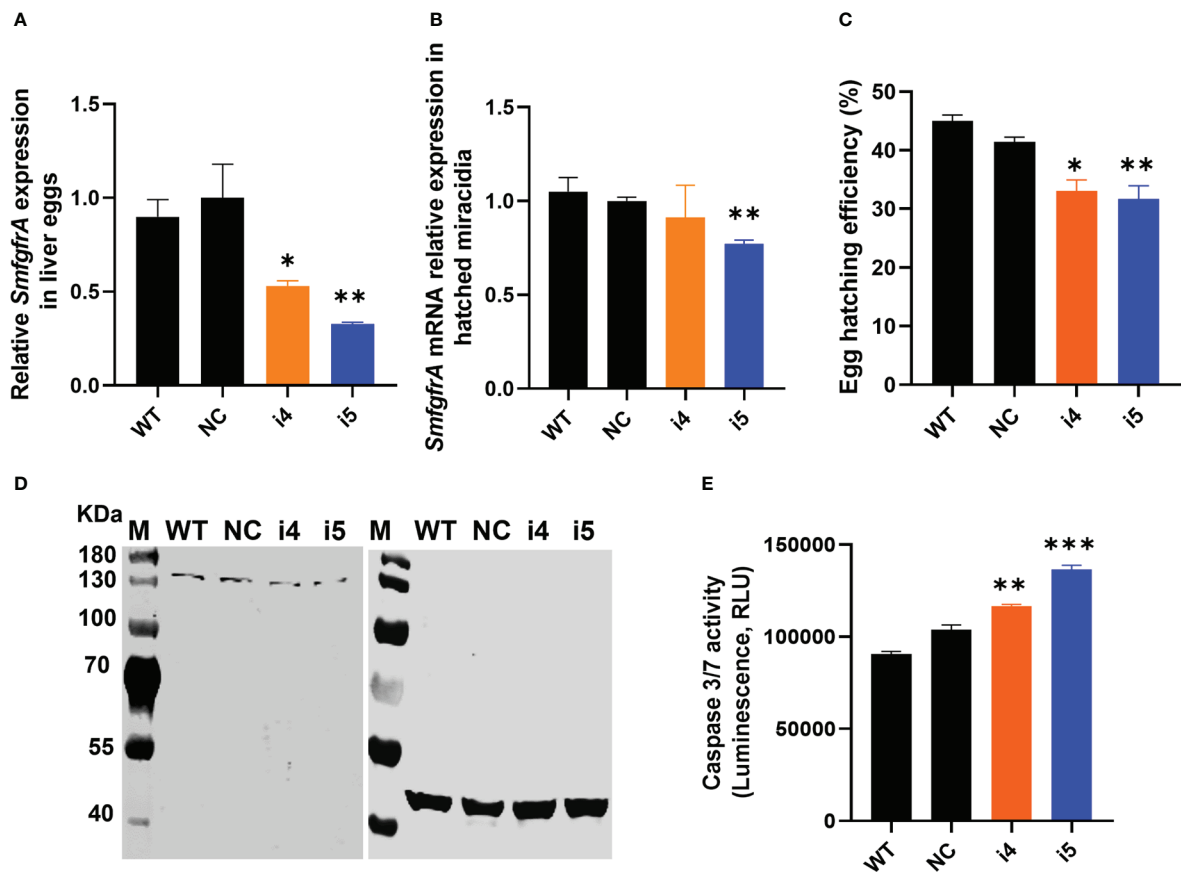 A
Relative SmfgfrA expression
in liver eggs
1.5
1.0
0.5
0.0
*
**
WT
NC
i4
i5
B
SmfgfrA mRNA relative expression in
hatched miracidia
1.5
1.0
0.5
0.0
**
WT
NC
i4
i5
C
Egg hatching efficiency (%)
50
40
30
20
10
0
*
**
WT
NC
i4
i5
D
KDa
M WT NC i4 i5 M WT NC i4 i5
180
130
100
70
55
40
E
Caspase 3/7 activity
(Luminescence, RLU)
150000
100000
50000
0
**
***
WT
NC
i4
i5